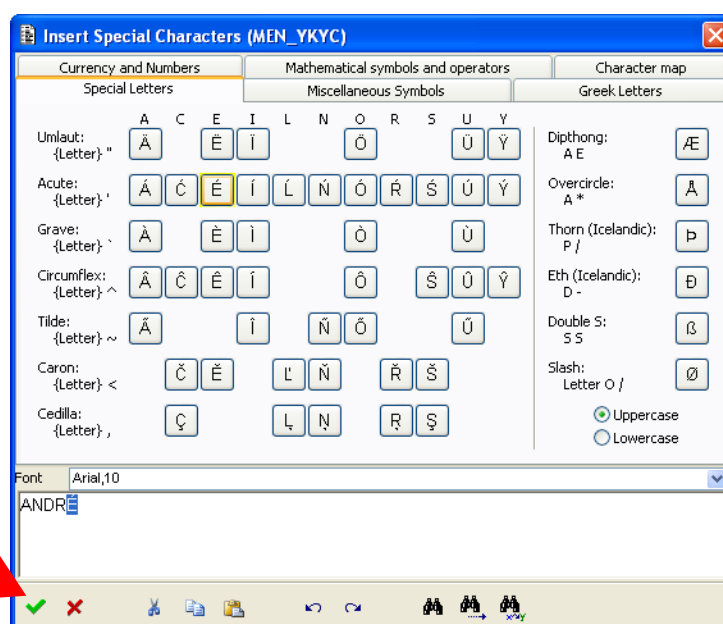 Insert Special Characters (MEN_YKYC)
Currency and Numbers Mathematical symbols and operators Character map
Special Letters Miscellaneous Symbols Greek Letters
A C E I L N O R S U Y
Umlaut:
{Letter} "
Ä Ë Ï Ö Ü Ÿ
Dipthong:
A E
Æ
Acute:
{Letter} '
Á Ć É Í Ĺ Ń Ó Ŕ Ś Ú Ý
Overcircle:
A *
Å
Grave:
{Letter} `
À È Ì Ò Ù
Thorn (Icelandic):
P /
Þ
Circumflex:
{Letter} ^
Â Ĉ Ê Í Ô Ŝ Û Ŷ
Eth (Icelandic):
D -
Ð
Tilde:
{Letter} ~
Ã Î Ñ Õ Ű
Double S:
S S
ß
Caron:
{Letter} <
Č Ě Ľ Ň Ř Š
Slash:
Letter O /
Ø
Cedilla:
{Letter} ,
Ç Ļ Ņ Ŗ Ş
Uppercase
Lowercase
Font Arial,10
ANDRÉ
x→y